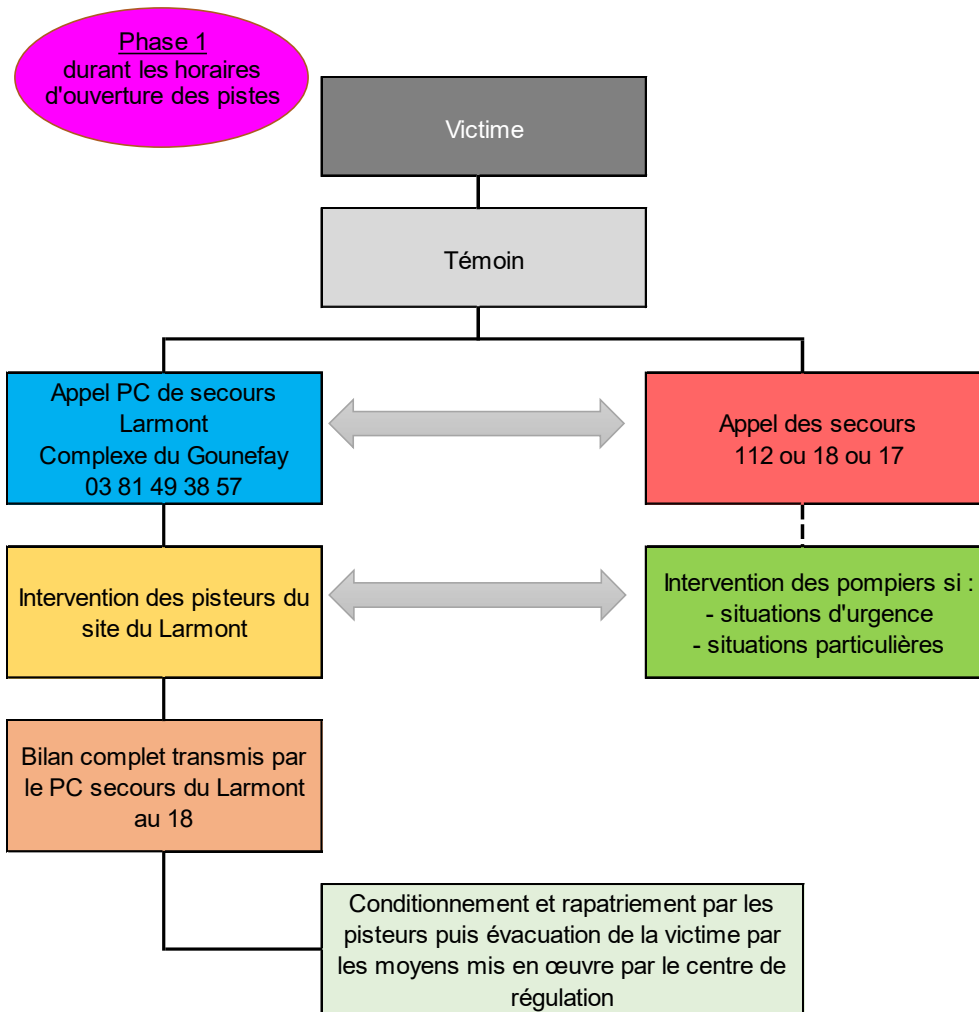 Phase 1
durant les horaires
d'ouverture des pistes
Victime
Témoin
Appel PC de secours
Larmont
Complexe du Gounefay
03 81 49 38 57
Appel des secours
112 ou 18 ou 17
Intervention des pisteurs du
site du Larmont
Intervention des pompiers si :
- situations d'urgence
- situations particulières
Bilan complet transmis par
le PC secours du Larmont
au 18
Conditionnement et rapatriement par les
pisteurs puis évacuation de la victime par
les moyens mis en œuvre par le centre de
régulation